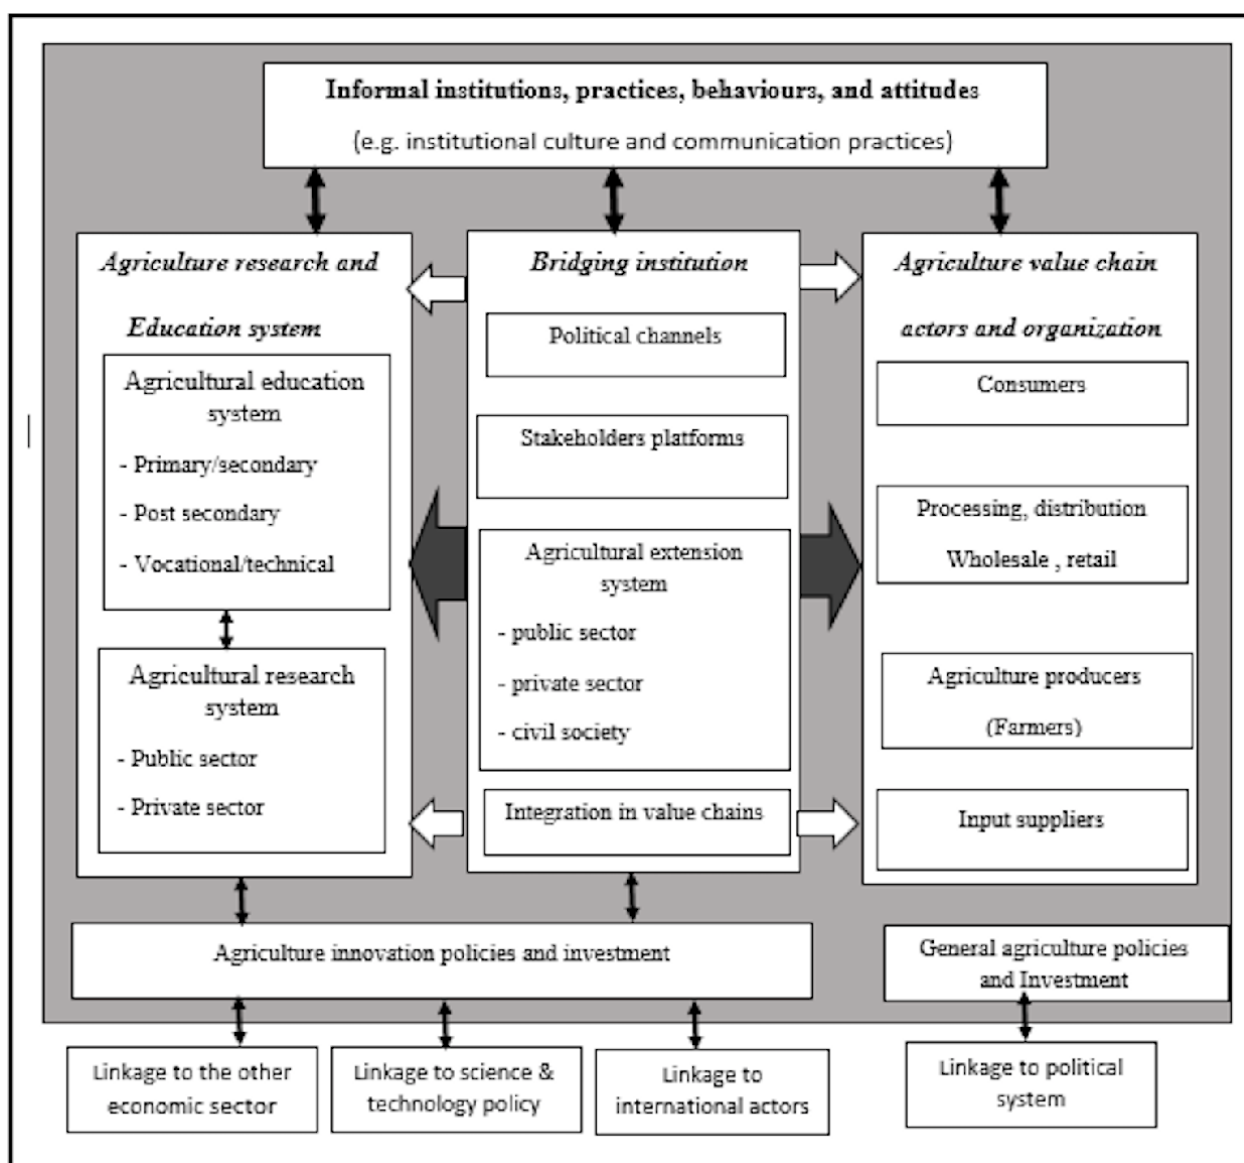 Informal institutions, practices, behaviours, and attitudes
(e.g. institutional culture and communication practices)
Agriculture research and
Education system
Agricultural education
system
- Primary/secondary
- Post secondary
- Vocational/technical
Agricultural research
system
- Public sector
- Private sector
Bridging institution
Political channels
Stakeholders platforms
Agricultural extension
system
- public sector
- private sector
- civil society
Integration in value chains
Agriculture value chain
actors and organization
Consumers
Processing, distribution
Wholesale , retail
Agriculture producers
(Farmers)
Input suppliers
Agriculture innovation policies and investment
General agriculture policies
and Investment
Linkage to the other
economic sector
Linkage to science &
technology policy
Linkage to
international actors
Linkage to political
system